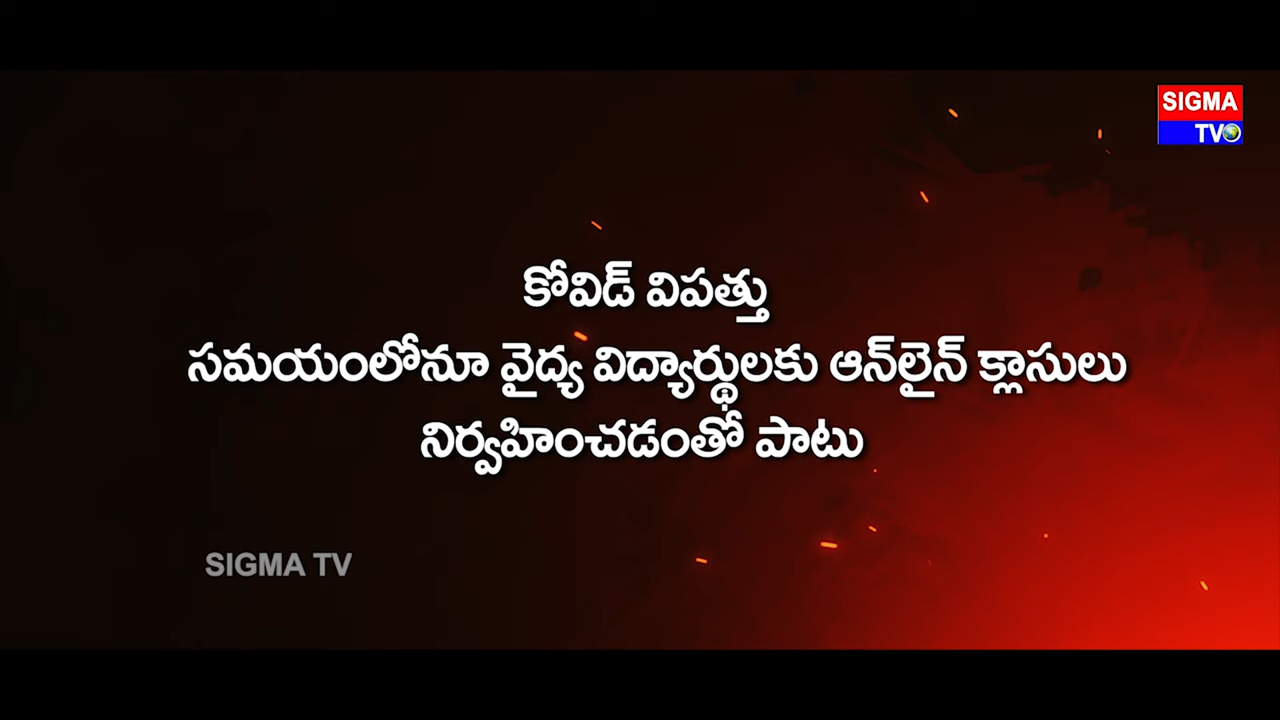 SIGMA
TV
కోవిడ్ విపత్తు
సమయంలోనూ వైద్య విద్యార్థులకు ఆన్‌లైన్ క్లాసులు
నిర్వహించడంతో పాటు
SIGMA TV